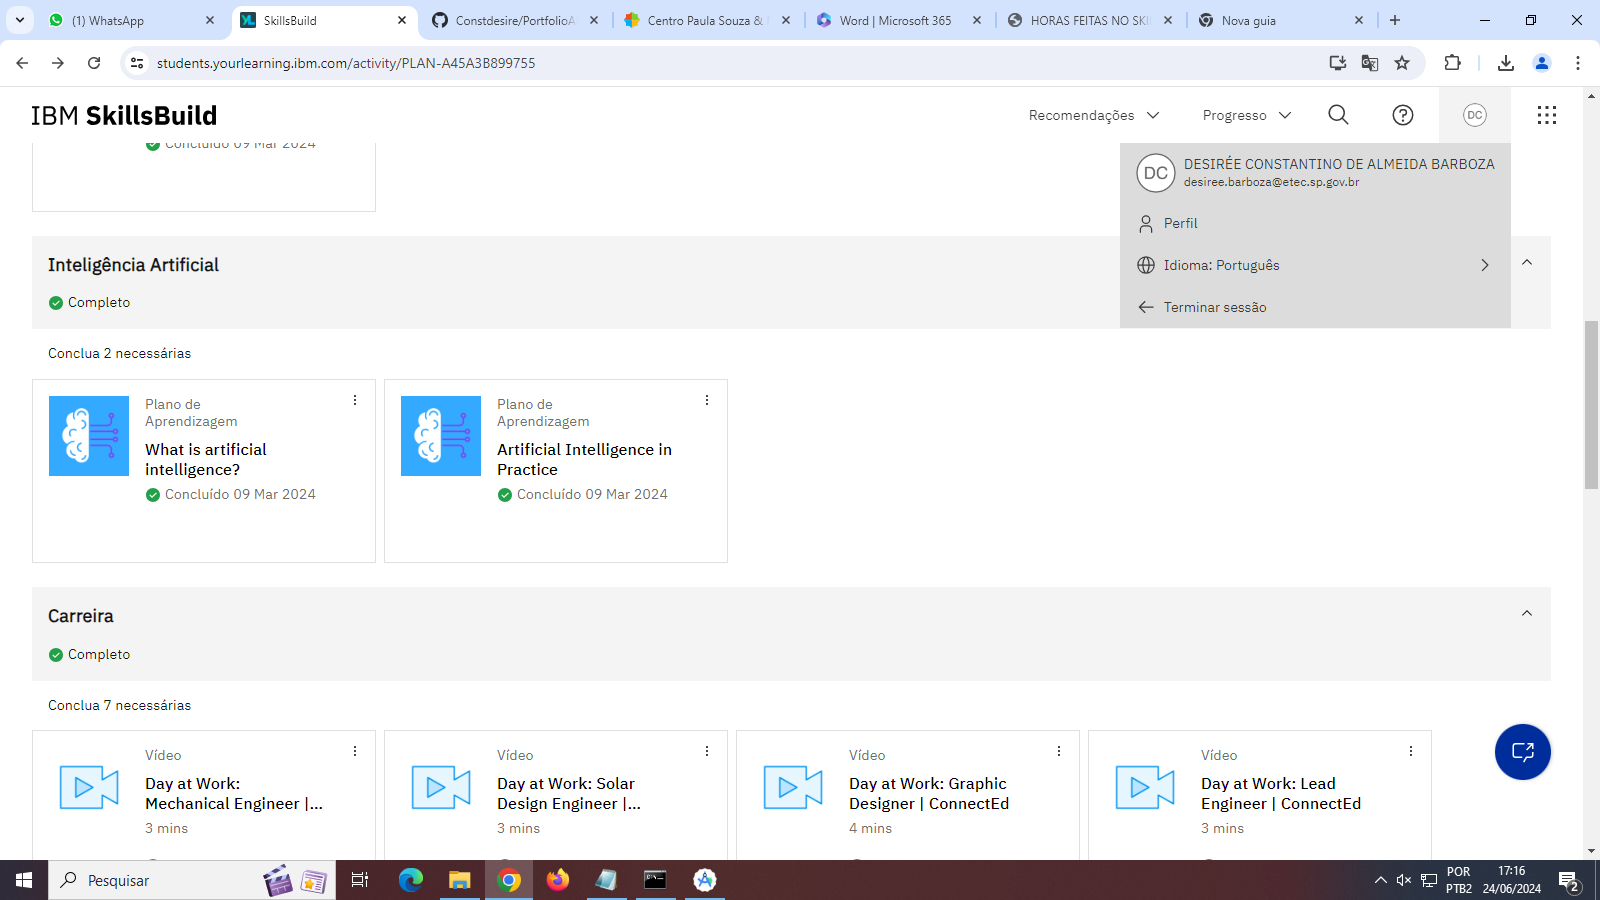 (1) WhatsApp
SkillsBuild
Constdesire/PortfolioA
Centro Paula Souza &
Word | Microsoft 365
HORAS FEITAS NO SKI
Nova guia
students.yourlearning.ibm.com/activity/PLAN-A45A3B899755
IBM SkillsBuild
Recomendações
Progresso
DC
Concluído 09 Mar 2024
DC
DESIRÉE CONSTANTINO DE ALMEIDA BARBOZA
desiree.barboza@etec.sp.gov.br
Perfil
Idioma: Português
Terminar sessão
Inteligência Artificial
Completo
Conclua 2 necessárias
Plano de
Aprendizagem
What is artificial
intelligence?
Concluído 09 Mar 2024
Plano de
Aprendizagem
Artificial Intelligence in
Practice
Concluído 09 Mar 2024
Carreira
Completo
Conclua 7 necessárias
Vídeo
Day at Work:
Mechanical Engineer |...
3 mins
Vídeo
Day at Work: Solar
Design Engineer |...
3 mins
Vídeo
Day at Work: Graphic
Designer | ConnectEd
4 mins
Vídeo
Day at Work: Lead
Engineer | ConnectEd
3 mins
Pesquisar
POR
PTB2
17:16
24/06/2024
2